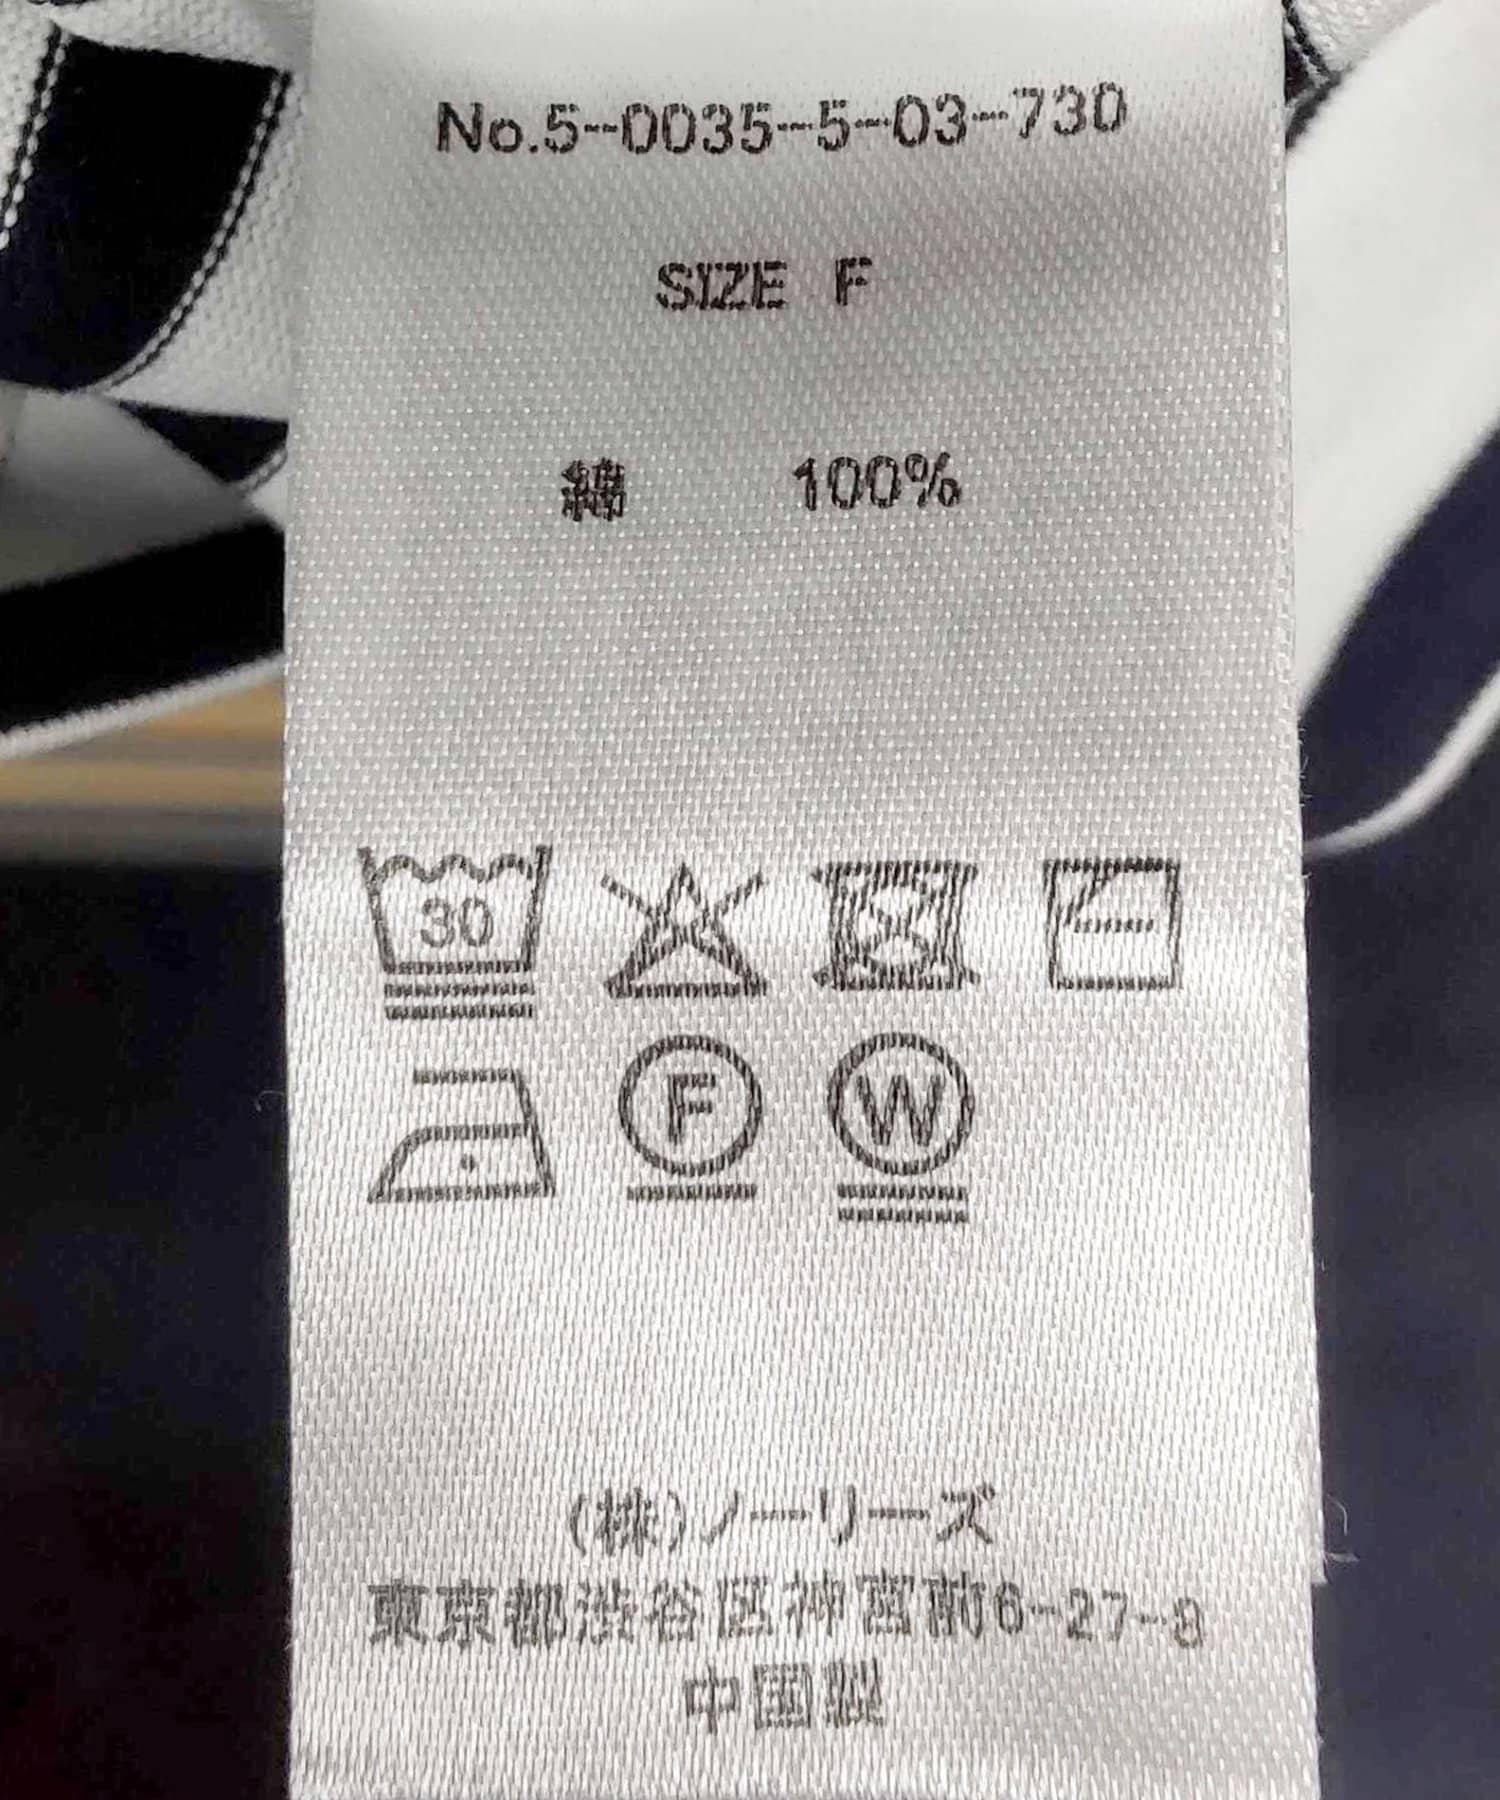 No.5-0035-5-03-730
SIZE F
綿 100%
30
F W
(株)ノーリーズ
東京都渋谷区神宮前6-27-8
中国製